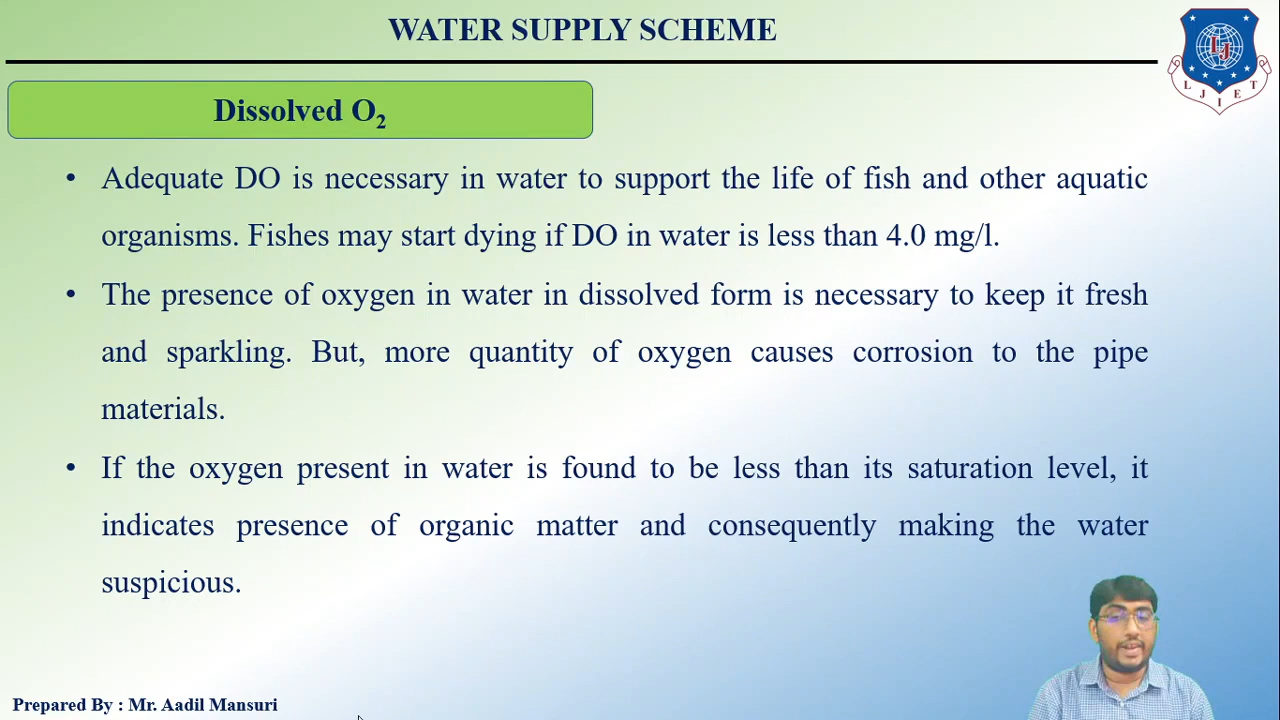 WATER SUPPLY SCHEME
LJ
L J I E T
Dissolved O₂
• Adequate DO is necessary in water to support the life of fish and other aquatic
organisms. Fishes may start dying if DO in water is less than 4.0 mg/l.
• The presence of oxygen in water in dissolved form is necessary to keep it fresh
and sparkling. But, more quantity of oxygen causes corrosion to the pipe
materials.
• If the oxygen present in water is found to be less than its saturation level, it
indicates presence of organic matter and consequently making the water
suspicious.
Prepared By : Mr. Aadil Mansuri